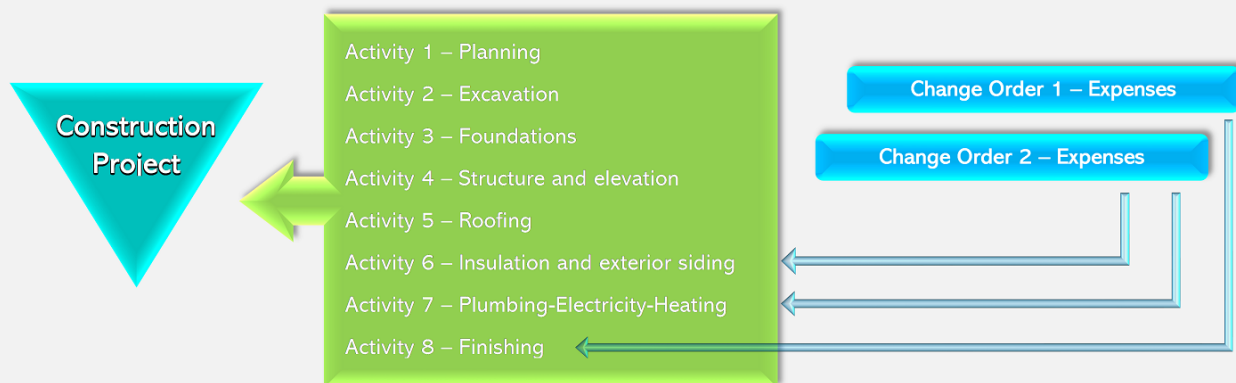 Construction
Project
Activity 1 – Planning
Activity 2 – Excavation
Activity 3 – Foundations
Activity 4 – Structure and elevation
Activity 5 – Roofing
Activity 6 – Insulation and exterior siding
Activity 7 – Plumbing-Electricity-Heating
Activity 8 – Finishing
Change Order 1 – Expenses
Change Order 2 – Expenses